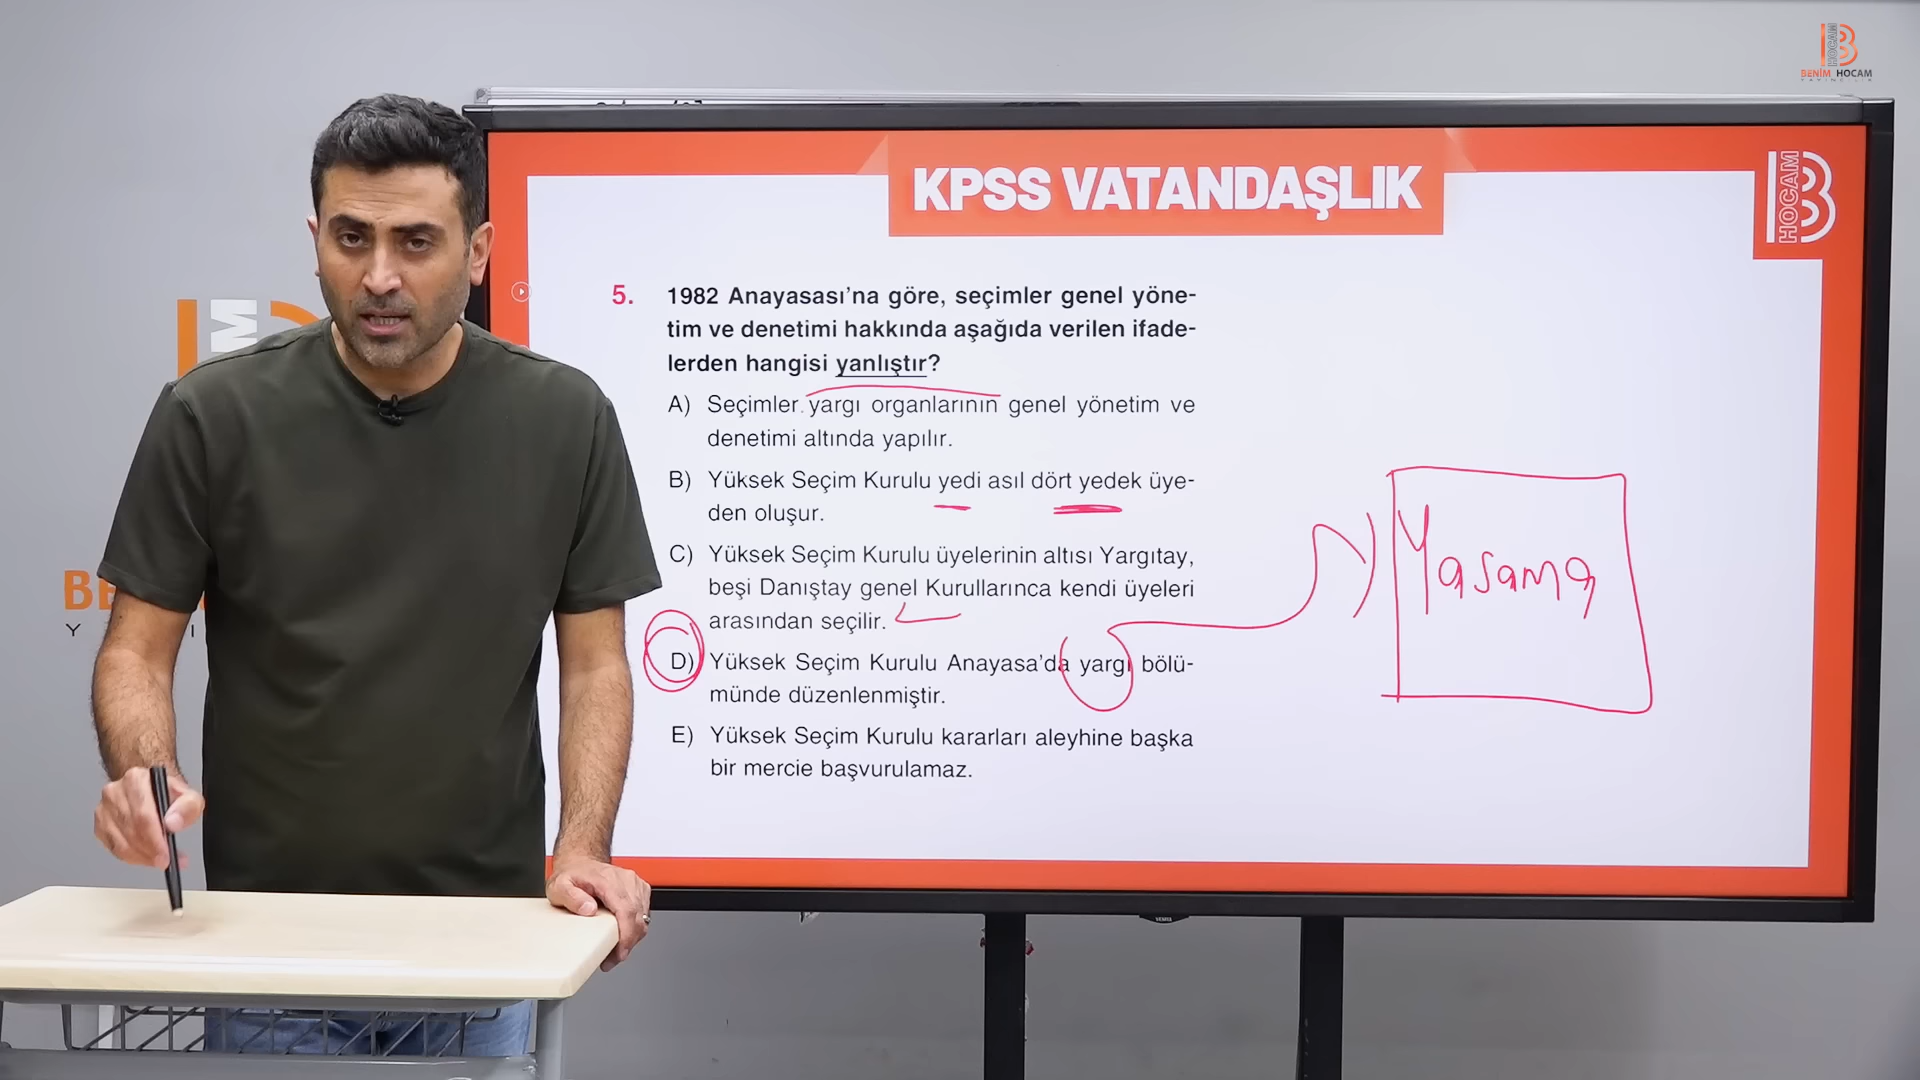 BENİM HOCAM
YAYINCILIK
KPSS VATANDAŞLIK
HOCAM
5. 1982 Anayasası'na göre, seçimler genel yöne-
tim ve denetimi hakkında aşağıda verilen ifade-
lerden hangisi yanlıştır?
A) Seçimler yargı organlarının genel yönetim ve
denetimi altında yapılır.
B) Yüksek Seçim Kurulu yedi asıl dört yedek üye-
den oluşur.
C) Yüksek Seçim Kurulu üyelerinin altısı Yargıtay,
beşi Danıştay genel Kurullarınca kendi üyeleri
arasından seçilir.
D) Yüksek Seçim Kurulu Anayasa'da yargı bölü-
münde düzenlenmiştir.
E) Yüksek Seçim Kurulu kararları aleyhine başka
bir mercie başvurulamaz.
Yasama